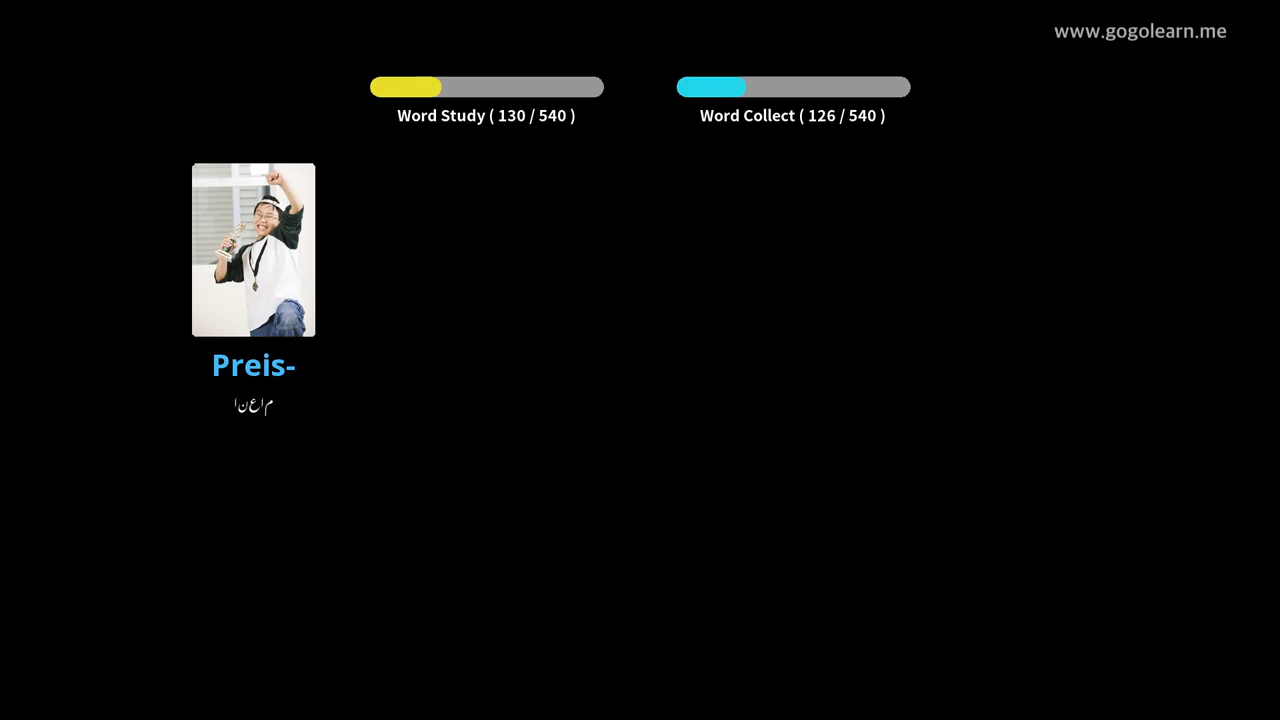 www.gogolearn.me
Word Study ( 130 / 540 )
Word Collect ( 126 / 540 )
Preis-
انعام